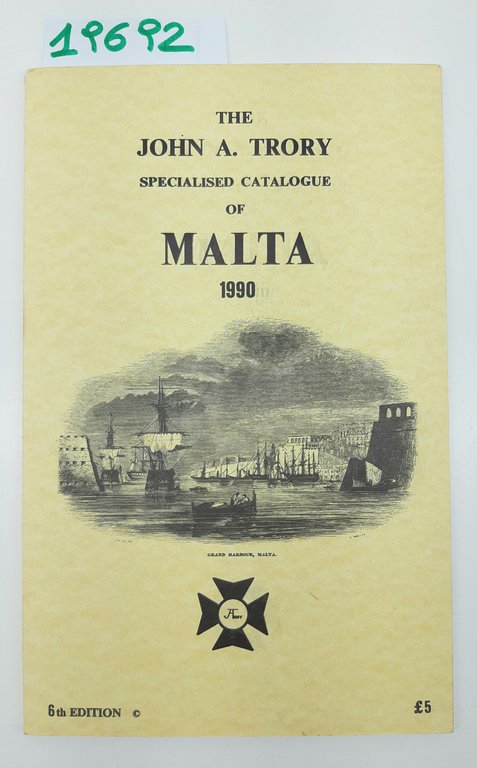 19692
THE
JOHN A. TRORY
SPECIALISED CATALOGUE
OF
MALTA
1990
GRAND HARBOUR, MALTA.
6th EDITION ©
£5